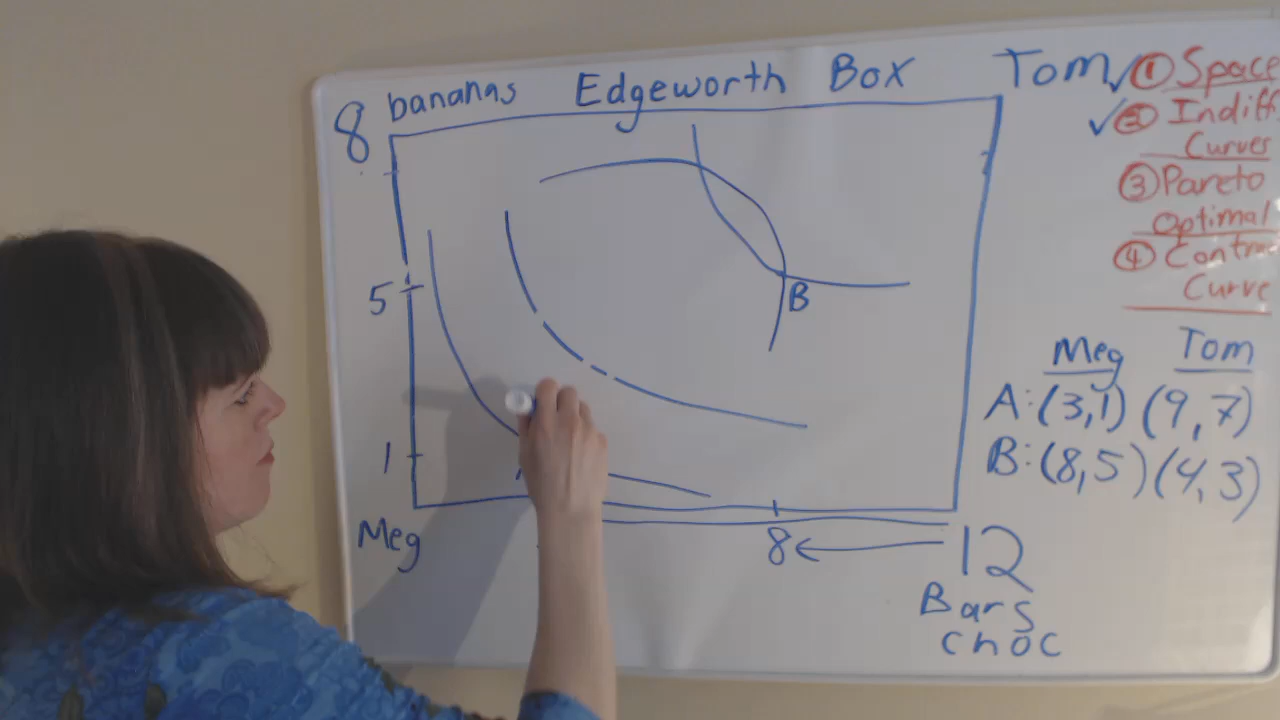 bananas Edgeworth Box Tom
8
5
1
B
Meg
8
12
Bars
choc
✓① Space
✓② Indiff
Curves
③ Pareto
Optimal
④
Curve
Meg Tom
A: (3,1) (9,7)
B: (8,5) (4,3)